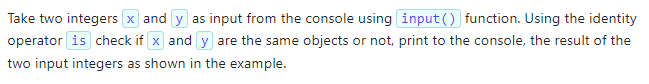 Take two integers x and y as input from the console using input() function. Using the identity
operator is check if x and y are the same objects or not, print to the console, the result of the
two input integers as shown in the example.